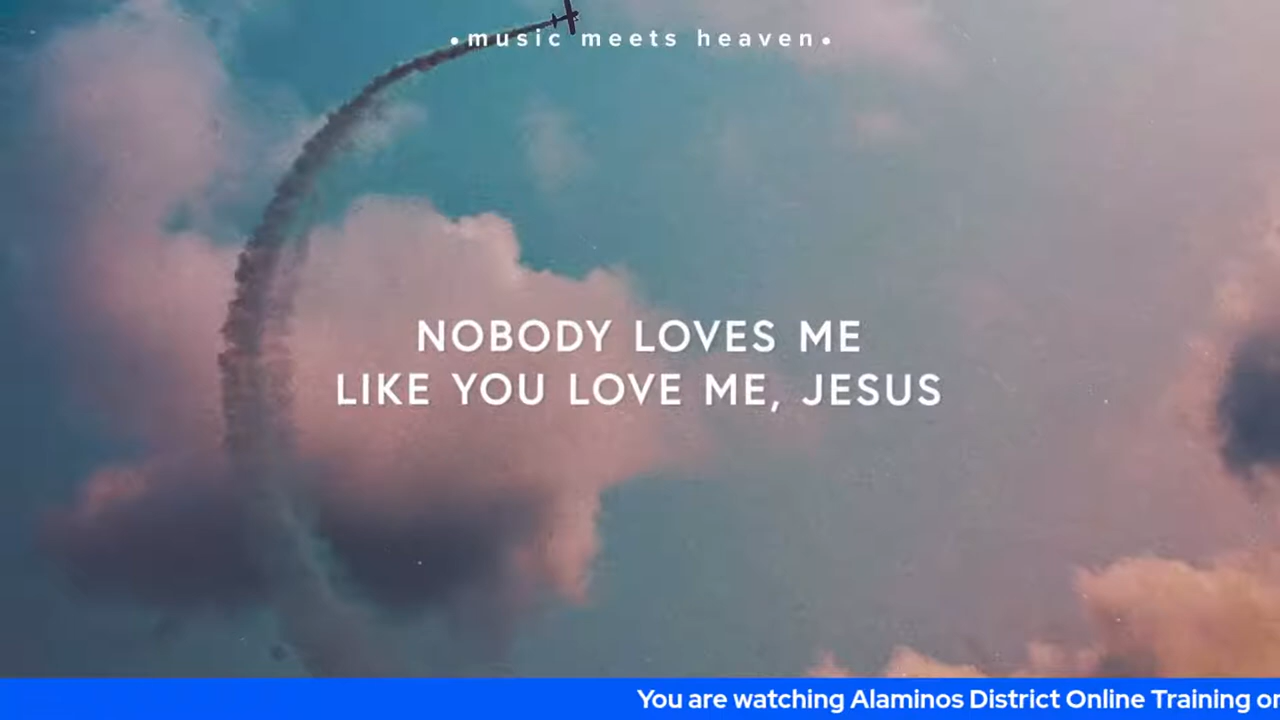 •music meets heaven•
NOBODY LOVES ME
LIKE YOU LOVE ME, JESUS
You are watching Alaminos District Online Training